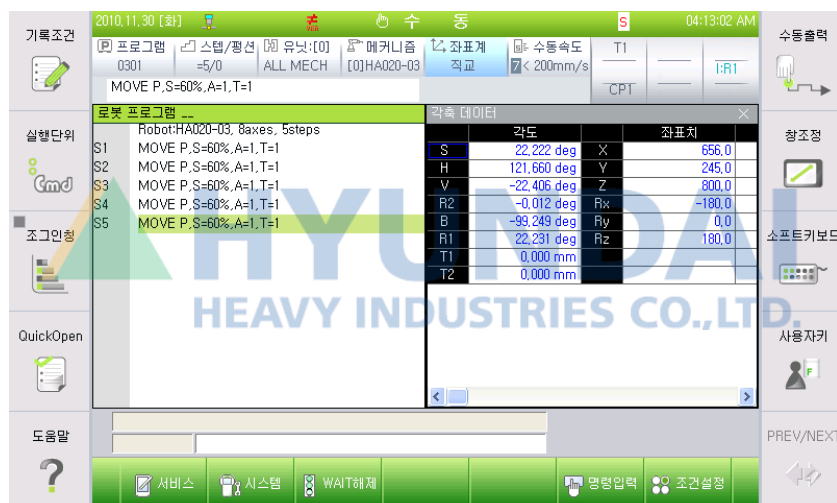 2010,11,30 [화] 수 동 S 04:13:02 AM
기록조건
실행단위
Cmd
조그인칭
QuickOpen
도움말
P 프로그램 스텝/평션 유닛:[0] 메커니즘 좌표계 수동속도 T1
0301 =5/0 ALL MECH [0]HA020-03 직교 7< 200mm/s I:R1
MOVE P,S=60%,A=1,T=1 CP1
로봇 프로그램 __
Robot:HA020-03, 8axes, 5steps
S1 MOVE P,S=60%,A=1,T=1
S2 MOVE P,S=60%,A=1,T=1
S3 MOVE P,S=60%,A=1,T=1
S4 MOVE P,S=60%,A=1,T=1
S5 MOVE P,S=60%,A=1,T=1
각축 데이터
각도 좌표치
S 22,222 deg X 656,0
H 121,660 deg Y 245,0
V -22,406 deg Z 800,0
R2 -0,012 deg Rx -180,0
B -99,249 deg Ry 0,0
R1 22,231 deg Rz 180,0
T1 0,000 mm
T2 0,000 mm
HYUNDAI
HEAVY INDUSTRIES CO.,LTD.
수동출력
창조정
소프트키보드
사용자키
F
PREV/NEXT
서비스 시스템 WAIT해제 명령입력 조건설정